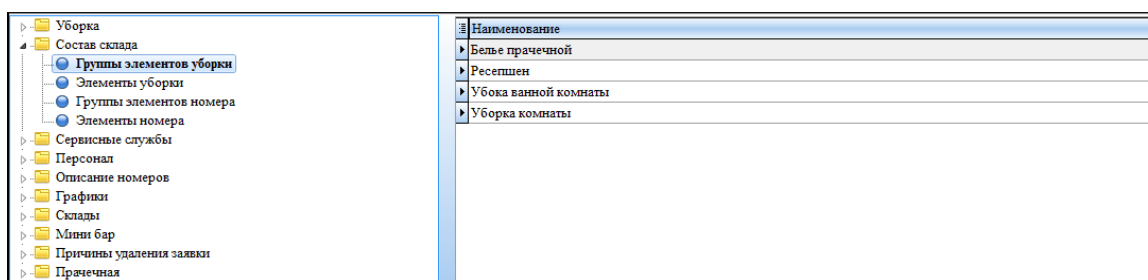 Уборка
Состав склада
Группы элементов уборки
Элементы уборки
Группы элементов номера
Элементы номера
Сервисные службы
Персонал
Описание номеров
Графики
Склады
Мини бар
Причины удаления заявки
Прачечная
Наименование
Белье прачечной
Ресепшен
Убока ванной комнаты
Уборка комнаты